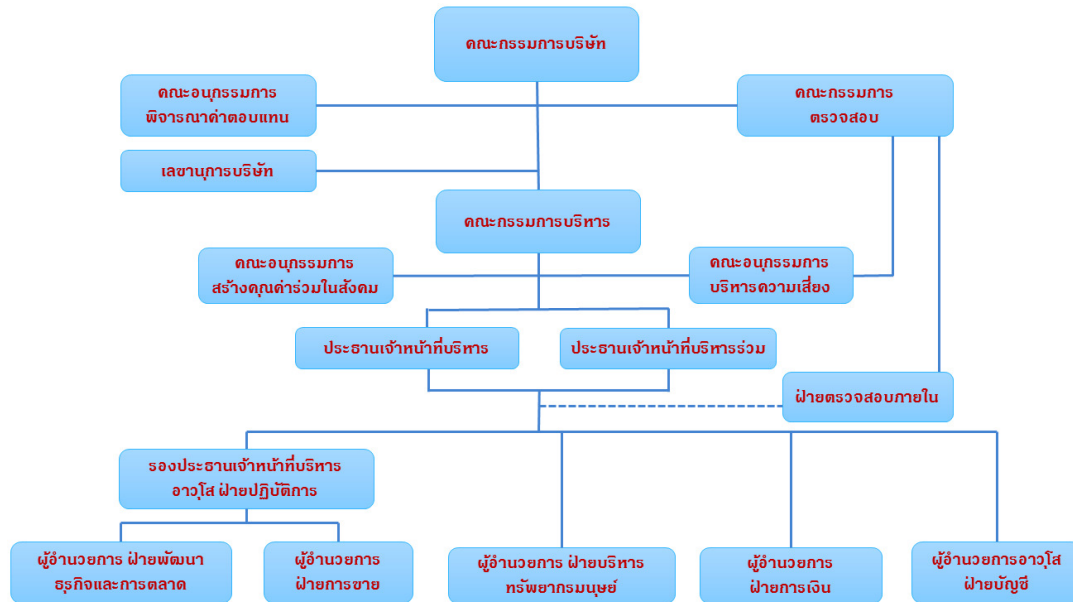 คณะกรรมการบริษัท
คณะอนุกรรมการ
พิจารณาค่าตอบแทน
คณะกรรมการ
ตรวจสอบ
เลขานุการบริษัท
คณะกรรมการบริหาร
คณะอนุกรรมการ
สร้างคุณค่าร่วมในสังคม
คณะอนุกรรมการ
บริหารความเสี่ยง
ประธานเจ้าหน้าที่บริหาร
ประธานเจ้าหน้าที่บริหารร่วม
ฝ่ายตรวจสอบภายใน
รองประธานเจ้าหน้าที่บริหาร
อาวุโส ฝ่ายปฏิบัติการ
ผู้อำนวยการ ฝ่ายพัฒนา
ธุรกิจและการตลาด
ผู้อำนวยการ
ฝ่ายการขาย
ผู้อำนวยการ ฝ่ายบริหาร
ทรัพยากรมนุษย์
ผู้อำนวยการ
ฝ่ายการเงิน
ผู้อำนวยการอาวุโส
ฝ่ายบัญชี